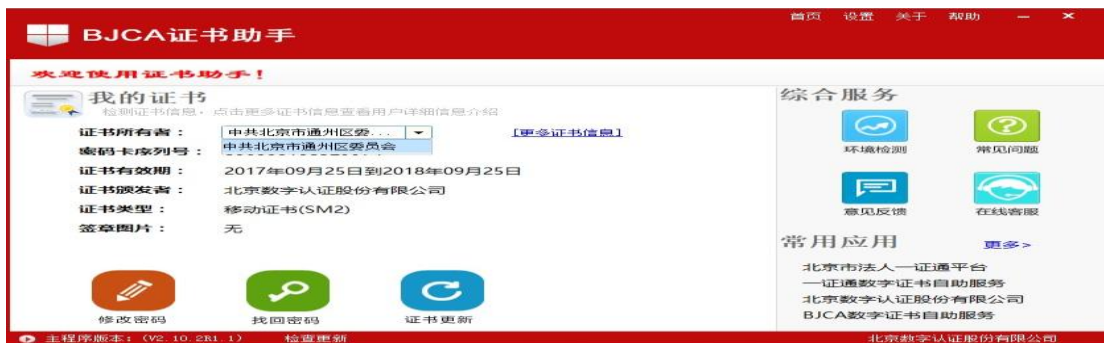 首页 设置 关于 帮助
BJCA证书助手
欢迎使用证书助手！
我的证书
检测证书信息，点击更多证书信息查看用户详细信息介绍
证书所有者： 中共北京市通州区委... [更多证书信息]
中共北京市通州区委员会
密码卡序列号：
证书有效期： 2017年09月25日到2018年09月25日
证书颁发者： 北京数字认证股份有限公司
证书类型： 移动证书(SM2)
签章图片： 无
修改密码 找回密码 证书更新
综合服务
环境检测 常见问题
意见反馈 在线客服
常用应用 更多>
北京市法人一证通平台
一证通数字证书自助服务
北京数字认证股份有限公司
BJCA数字证书自助服务
主程序版本：(V2.10.2R1.1) 检查更新 北京数字认证股份有限公司